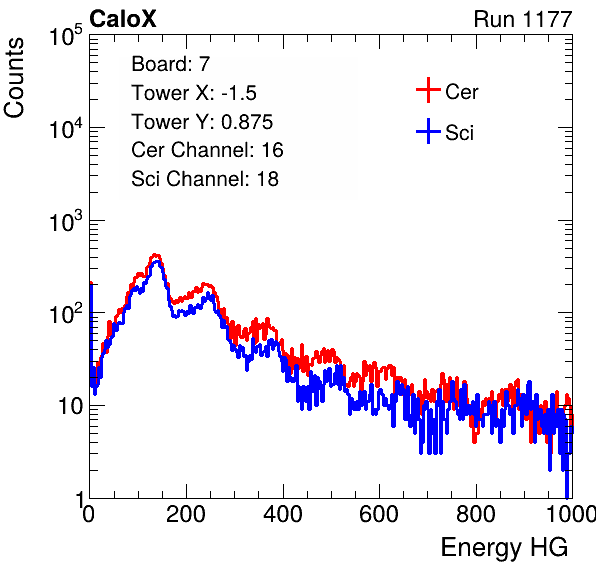 CaloX Run 1177
Counts
Board: 7
Tower X: -1.5
Tower Y: 0.875
Cer Channel: 16
Sci Channel: 18
Cer
Sci
10^5
10^4
10^3
10^2
10
1
0 200 400 600 800 1000
Energy HG